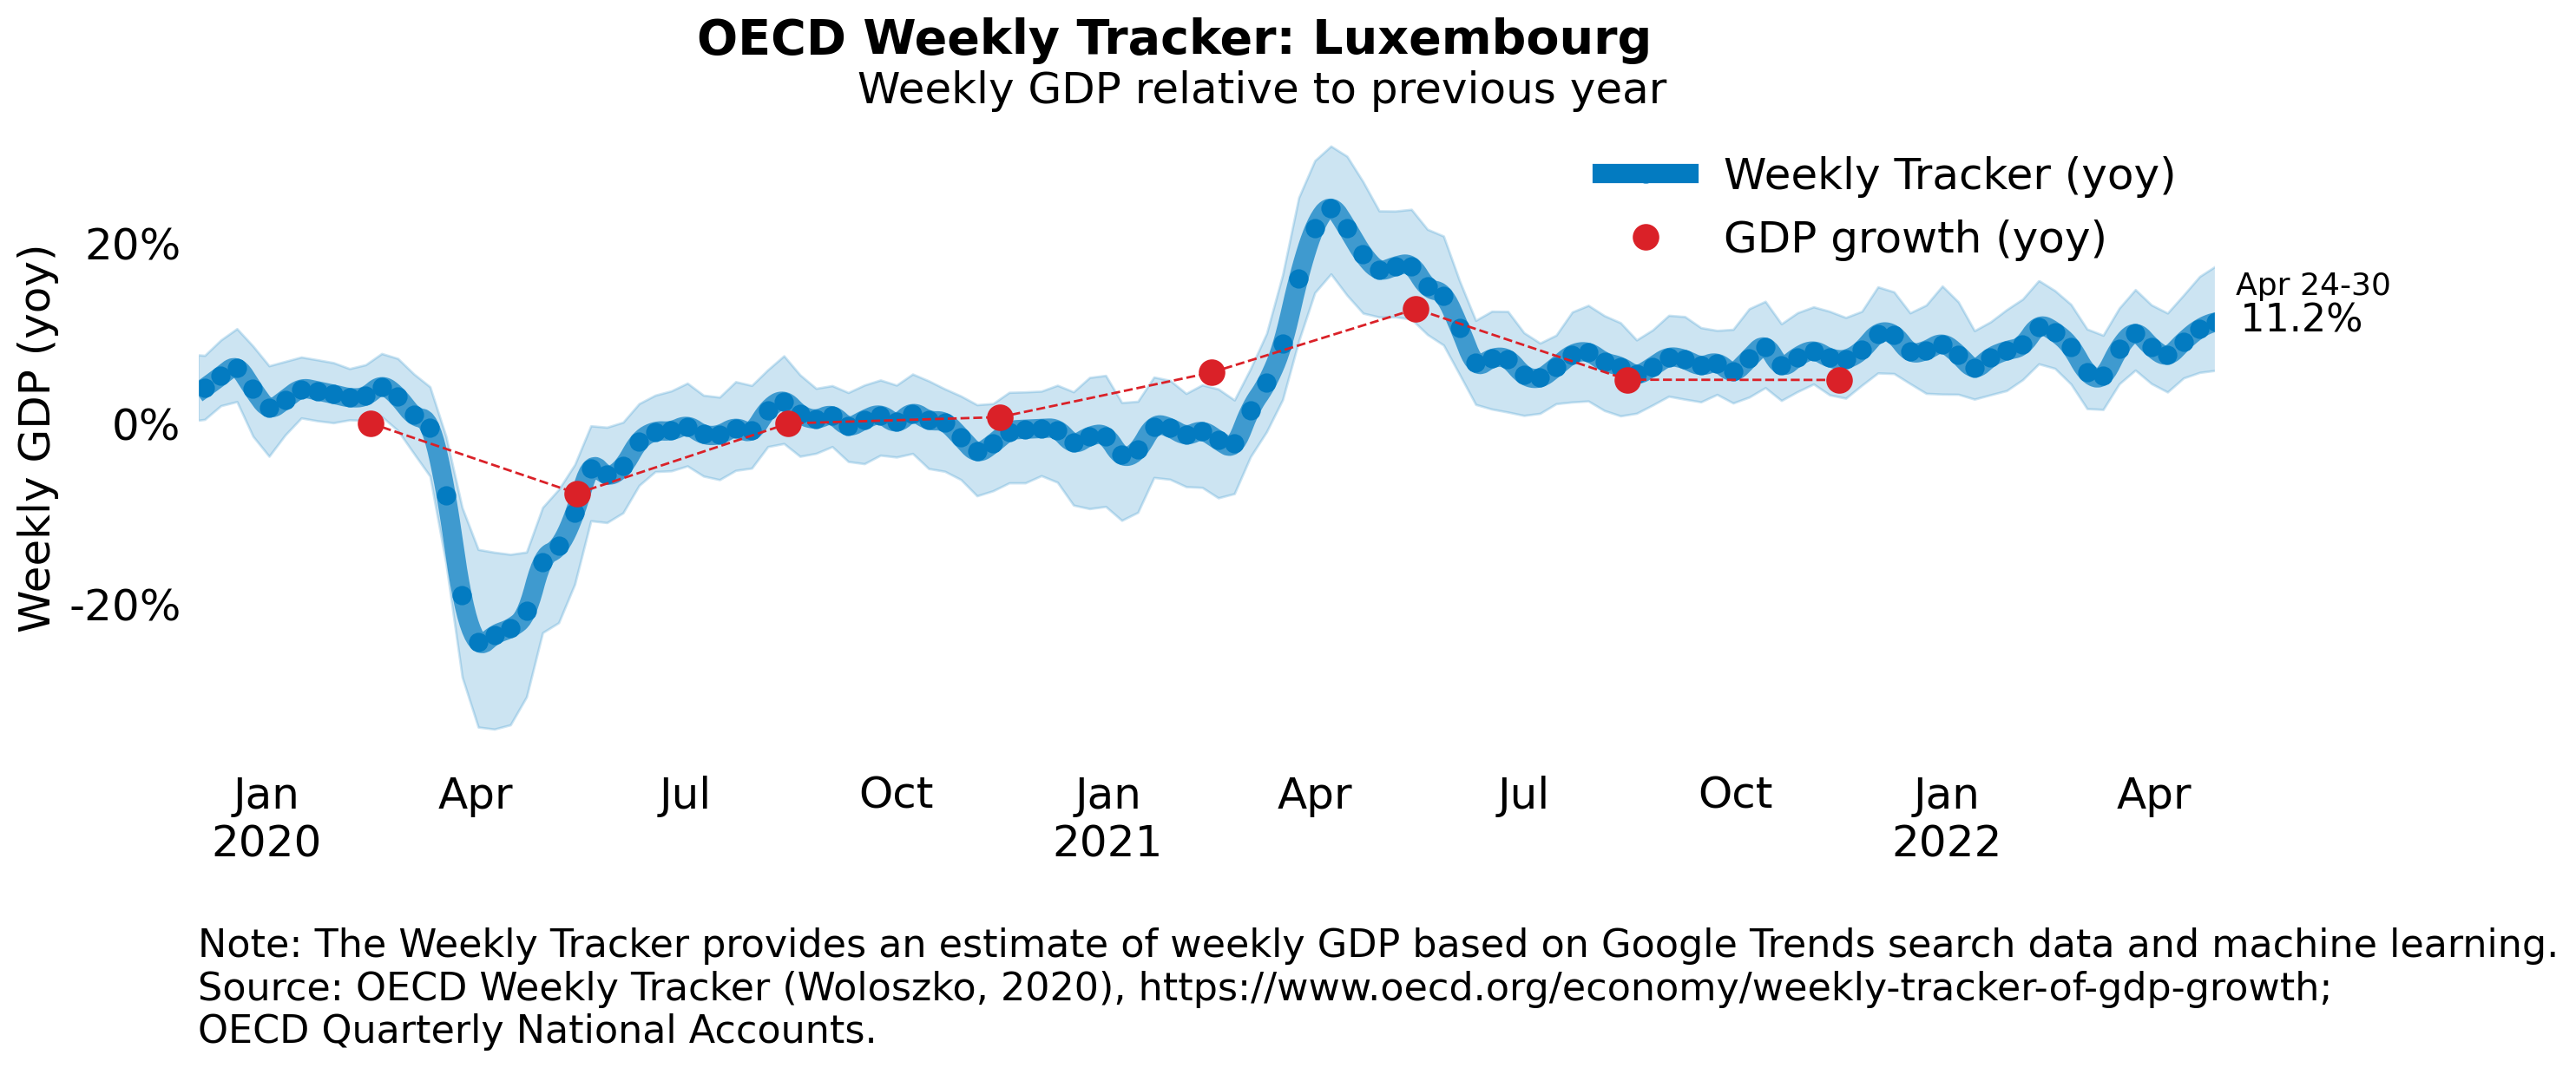 OECD Weekly Tracker: Luxembourg
Weekly GDP relative to previous year
Weekly Tracker (yoy)
GDP growth (yoy)
Weekly GDP (yoy)
20%
0%
-20%
Apr 24-30
11.2%
Jan Apr Jul Oct Jan Apr Jul Oct Jan Apr
2020 2021 2022
Note: The Weekly Tracker provides an estimate of weekly GDP based on Google Trends search data and machine learning.
Source: OECD Weekly Tracker (Woloszko, 2020), https://www.oecd.org/economy/weekly-tracker-of-gdp-growth;
OECD Quarterly National Accounts.